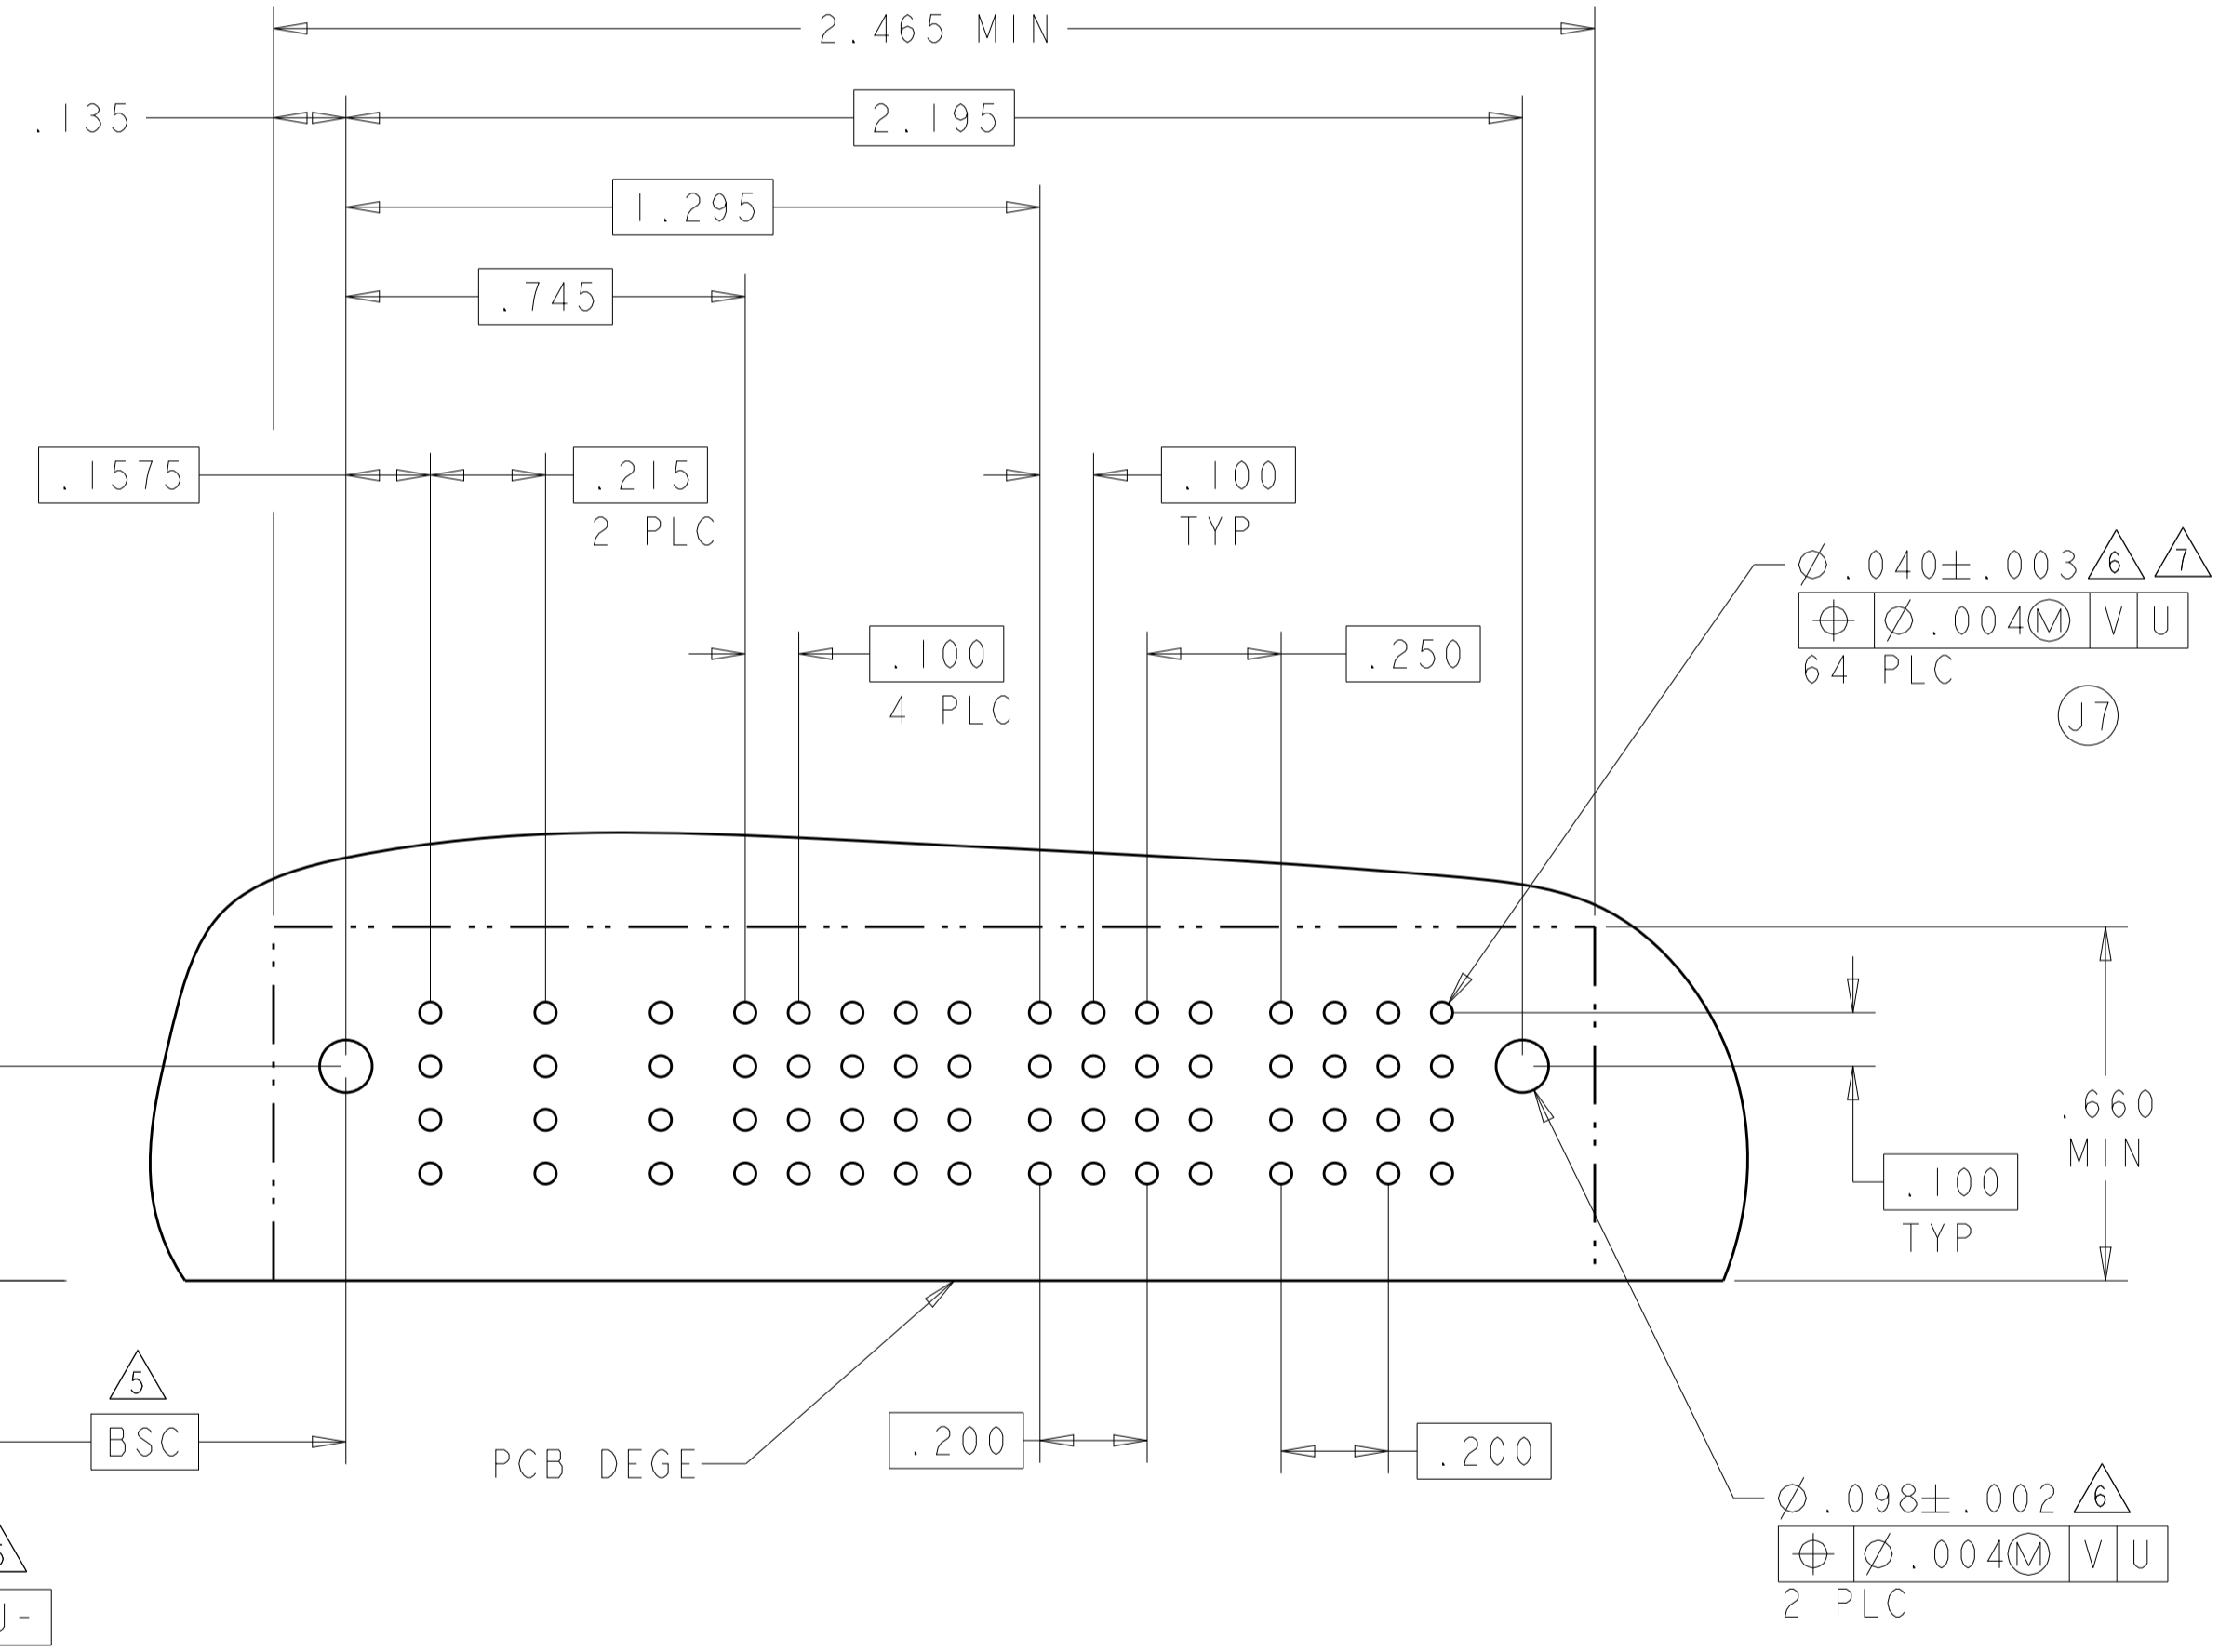 2.465 MIN
.135
2.195
1.295
.745
.1575
.215
2 PLC
.100
TYP
⌀.040±.003 6 7
⌖ ⌀.004Ⓜ V U
64 PLC
J7
.100
4 PLC
.250
.660
MIN
.100
TYP
5
BSC
PCB DEGE
.200
.200
⌀.098±.002 6
⌖ ⌀.004Ⓜ V U
2 PLC